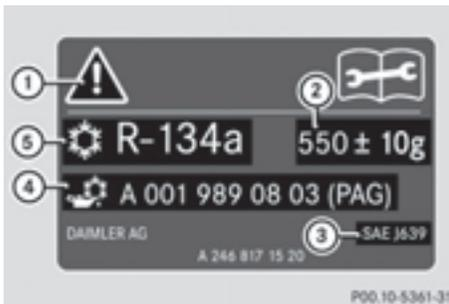 1
2
5 R-134a 550 ± 10g
4 A 001 989 08 03 (PAG)
DAIMLER AG 3 SAE J639
A 246 817 15 20
P00.10-5361-31